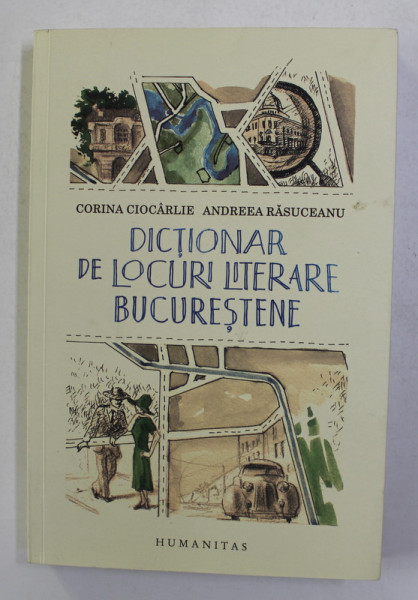 CORINA CIOCÂRLIE ANDREEA RĂSUCEANU
DICȚIONAR
DE LOCURI LITERARE
BUCUREȘTENE
HUMANITAS